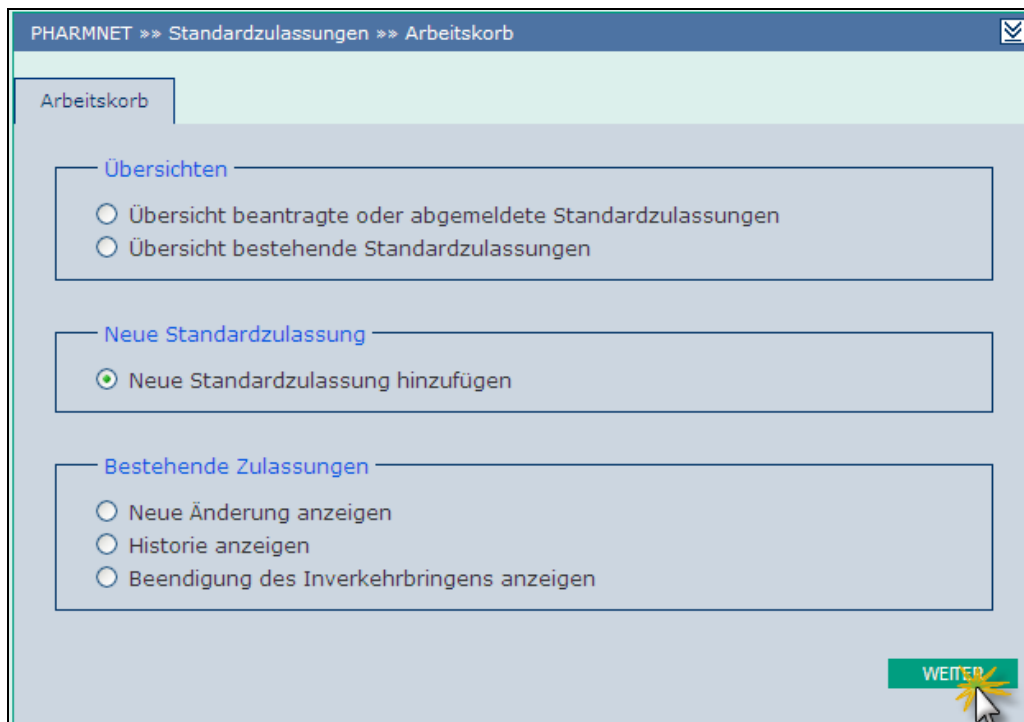 PHARMNET »» Standardzulassungen »» Arbeitskorb
Arbeitskorb
Übersichten
Übersicht beantragte oder abgemeldete Standardzulassungen
Übersicht bestehende Standardzulassungen
Neue Standardzulassung
Neue Standardzulassung hinzufügen
Bestehende Zulassungen
Neue Änderung anzeigen
Historie anzeigen
Beendigung des Inverkehrbringens anzeigen
WEITER